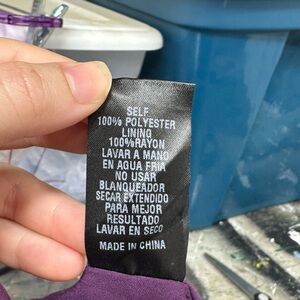 SELF
100% POLYESTER
LINING
100%RAYON
LAVAR A MANO
EN AGUA FRIA
NO USAR
BLANQUEADOR
SECAR EXTENDIDO
PARA MEJOR
RESULTADO
LAVAR EN SECO
MADE IN CHINA